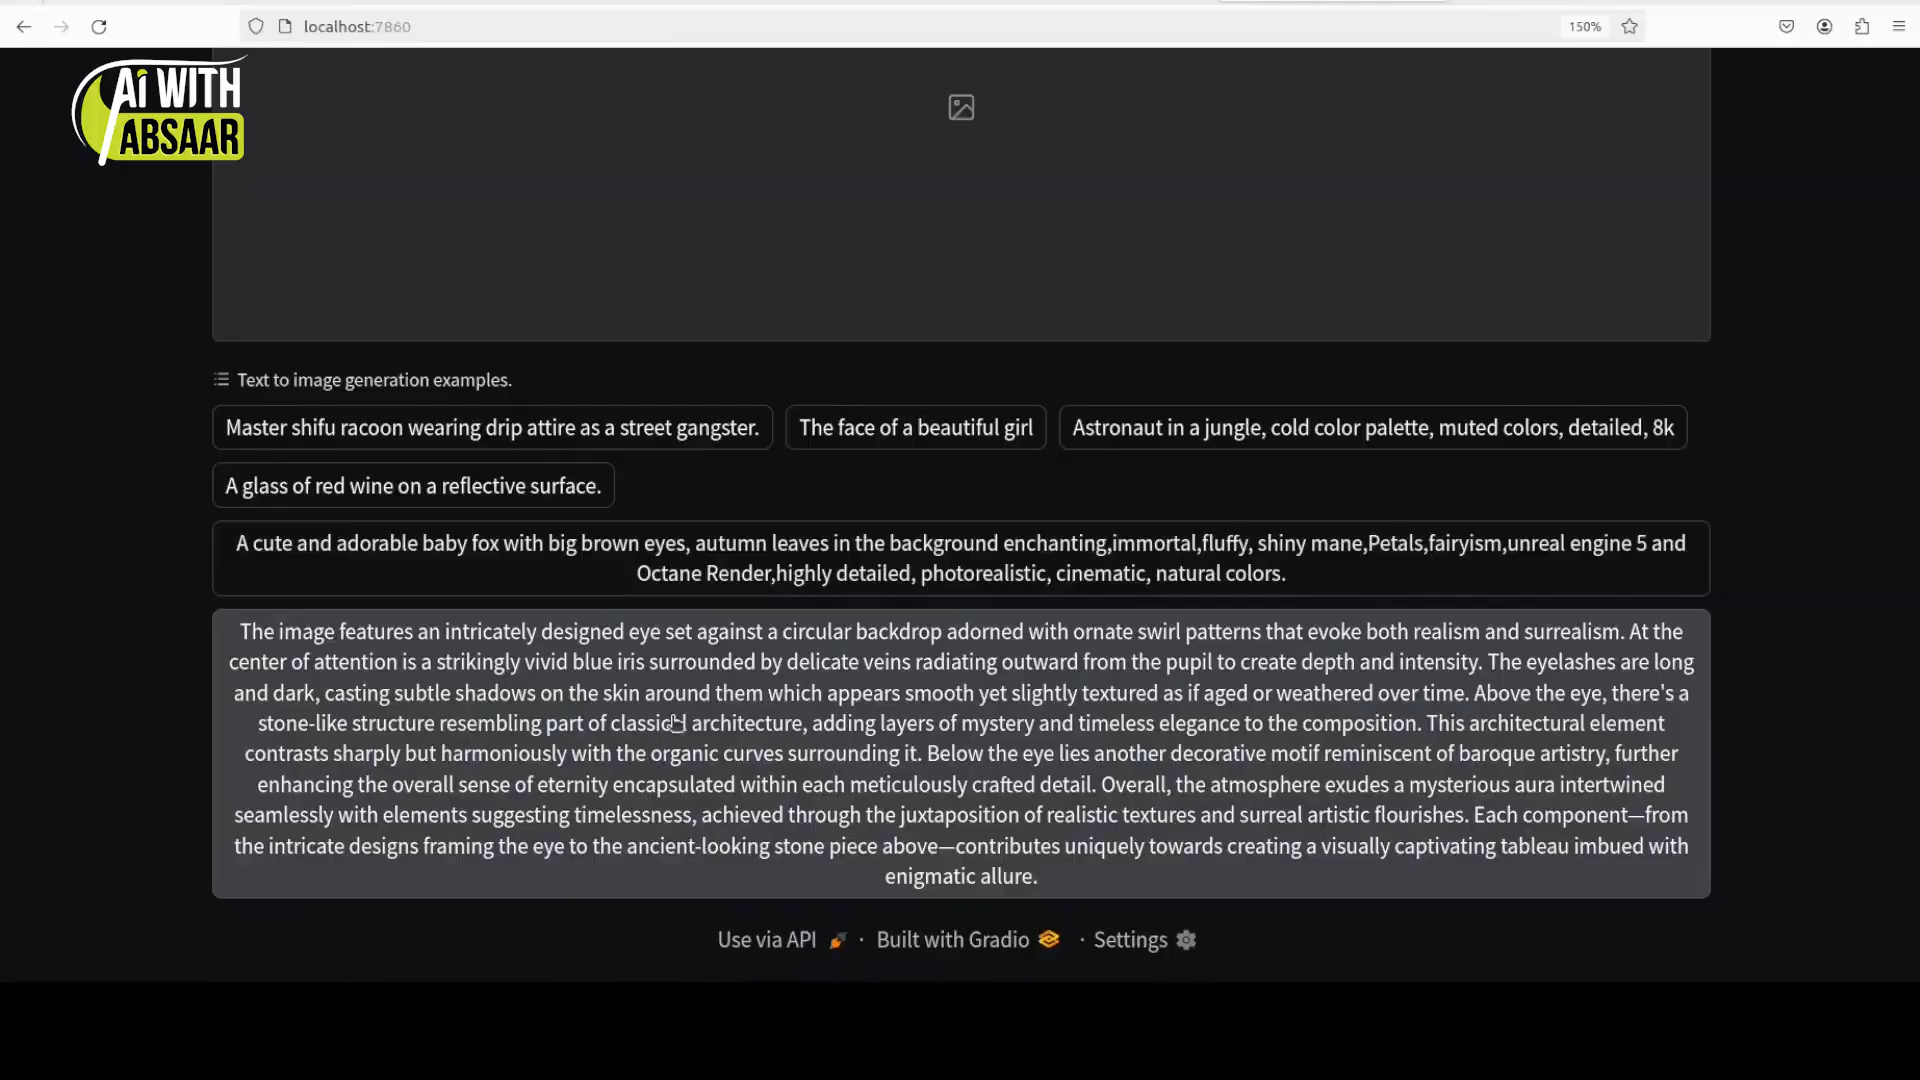 localhost:7860
150%
Ai WITH
ABSAAR
Text to image generation examples.
Master shifu racoon wearing drip attire as a street gangster.
The face of a beautiful girl
Astronaut in a jungle, cold color palette, muted colors, detailed, 8k
A glass of red wine on a reflective surface.
A cute and adorable baby fox with big brown eyes, autumn leaves in the background enchanting,immortal,fluffy, shiny mane,Petals,fairyism,unreal engine 5 and
Octane Render,highly detailed, photorealistic, cinematic, natural colors.
The image features an intricately designed eye set against a circular backdrop adorned with ornate swirl patterns that evoke both realism and surrealism. At the
center of attention is a strikingly vivid blue iris surrounded by delicate veins radiating outward from the pupil to create depth and intensity. The eyelashes are long
and dark, casting subtle shadows on the skin around them which appears smooth yet slightly textured as if aged or weathered over time. Above the eye, there's a
stone-like structure resembling part of classical architecture, adding layers of mystery and timeless elegance to the composition. This architectural element
contrasts sharply but harmoniously with the organic curves surrounding it. Below the eye lies another decorative motif reminiscent of baroque artistry, further
enhancing the overall sense of eternity encapsulated within each meticulously crafted detail. Overall, the atmosphere exudes a mysterious aura intertwined
seamlessly with elements suggesting timelessness, achieved through the juxtaposition of realistic textures and surreal artistic flourishes. Each component—from
the intricate designs framing the eye to the ancient-looking stone piece above—contributes uniquely towards creating a visually captivating tableau imbued with
enigmatic allure.
Use via API · Built with Gradio · Settings